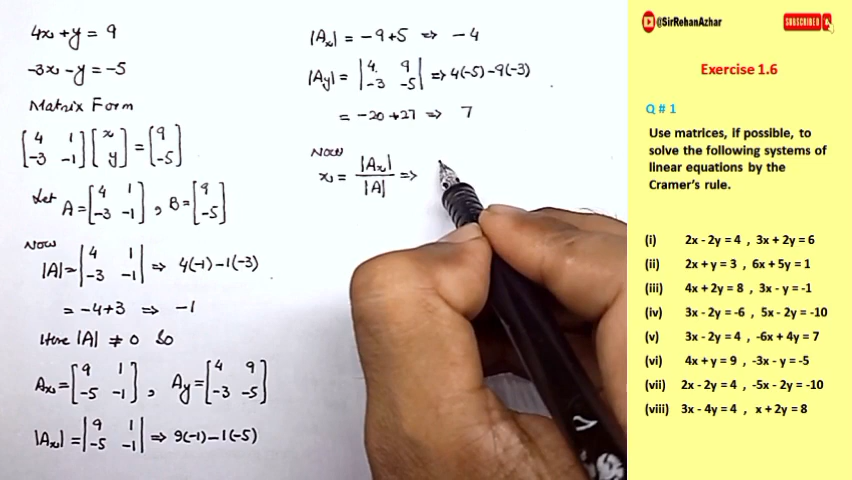 4x + y = 9
-3x - y = -5
Matrix Form
[4 1 -3 -1] [x y] = [9 -5]
Let A = [4 1 -3 -1] , B = [9 -5]
Now
|A| = |4 1 -3 -1| ⇒ 4(-1) - 1(-3)
= -4 + 3 ⇒ -1
Here |A| ≠ 0 So
Ax = [9 1 -5 -1] , Ay = [4 9 -3 -5]
|Ax| = |9 1 -5 -1| ⇒ 9(-1) - 1(-5)
|Ax| = -9 + 5 ⇒ -4
|Ay| = |4 9 -3 -5| ⇒ 4(-5) - 9(-3)
= -20 + 27 ⇒ 7
Now
x = |Ax| / |A| ⇒
@SirRehanAzhar
SUBSCRIBED
Exercise 1.6
Q # 1
Use matrices, if possible, to
solve the following systems of
linear equations by the
Cramer's rule.
(i) 2x - 2y = 4 , 3x + 2y = 6
(ii) 2x + y = 3 , 6x + 5y = 1
(iii) 4x + 2y = 8 , 3x - y = -1
(iv) 3x - 2y = -6 , 5x - 2y = -10
(v) 3x - 2y = 4 , -6x + 4y = 7
(vi) 4x + y = 9 , -3x - y = -5
(vii) 2x - 2y = 4 , -5x - 2y = -10
(viii) 3x - 4y = 4 , x + 2y = 8